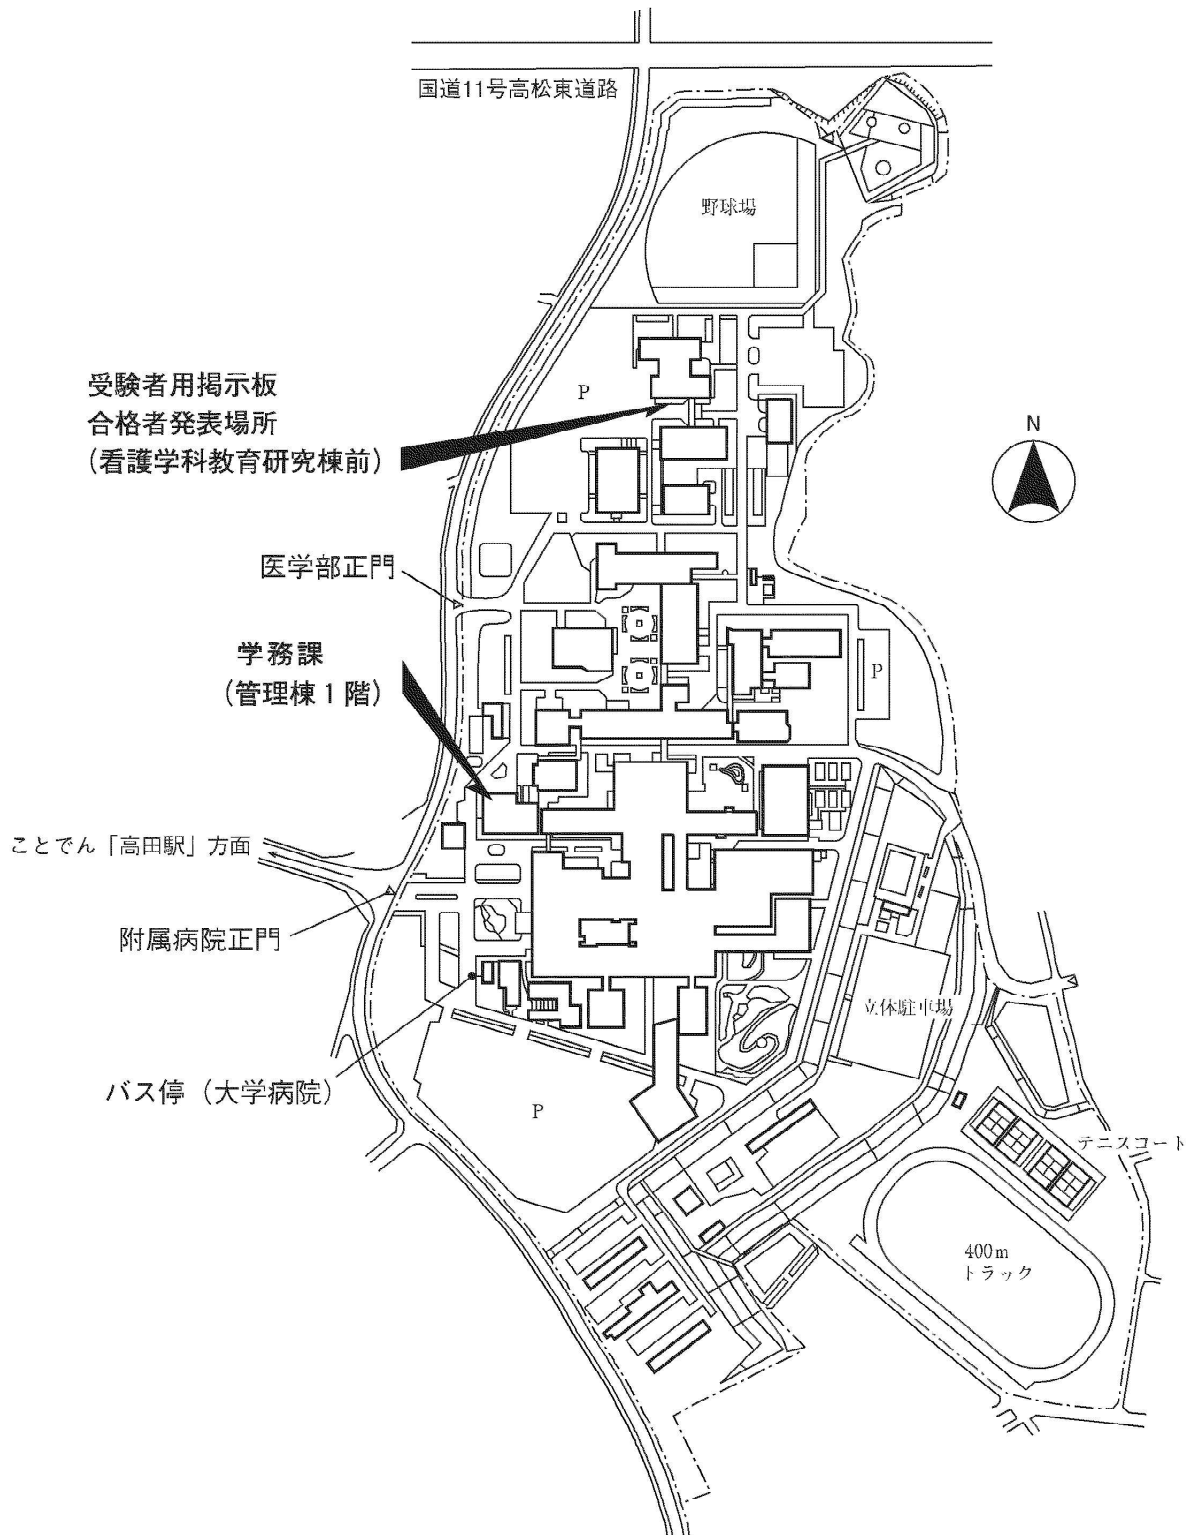 国道11号高松東道路
野球場
受験者用掲示板
合格者発表場所
(看護学科教育研究棟前)
P
N
医学部正門
学務課
(管理棟1階)
P
ことでん「高田駅」方面
附属病院正門
立体駐車場
バス停（大学病院）
P
テニスコート
400m
トラック